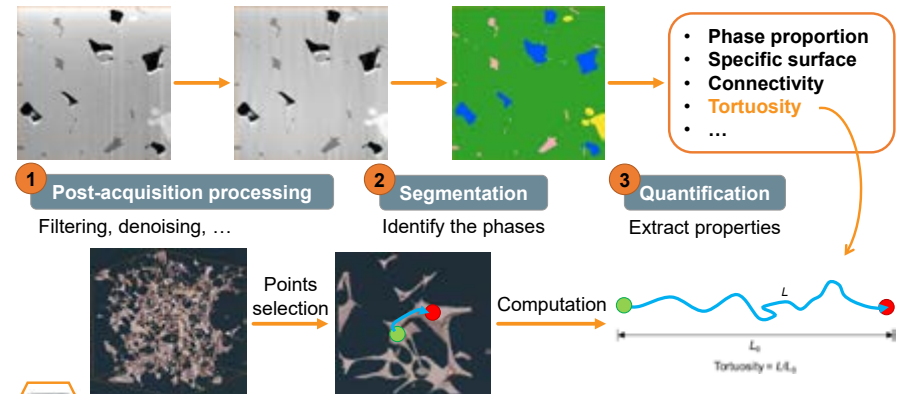 • Phase proportion
• Specific surface
• Connectivity
• Tortuosity
• …
1 Post-acquisition processing
Filtering, denoising, …
2 Segmentation
Identify the phases
3 Quantification
Extract properties
Points
selection
Computation
L
L₀
Tortuosity = L/L₀